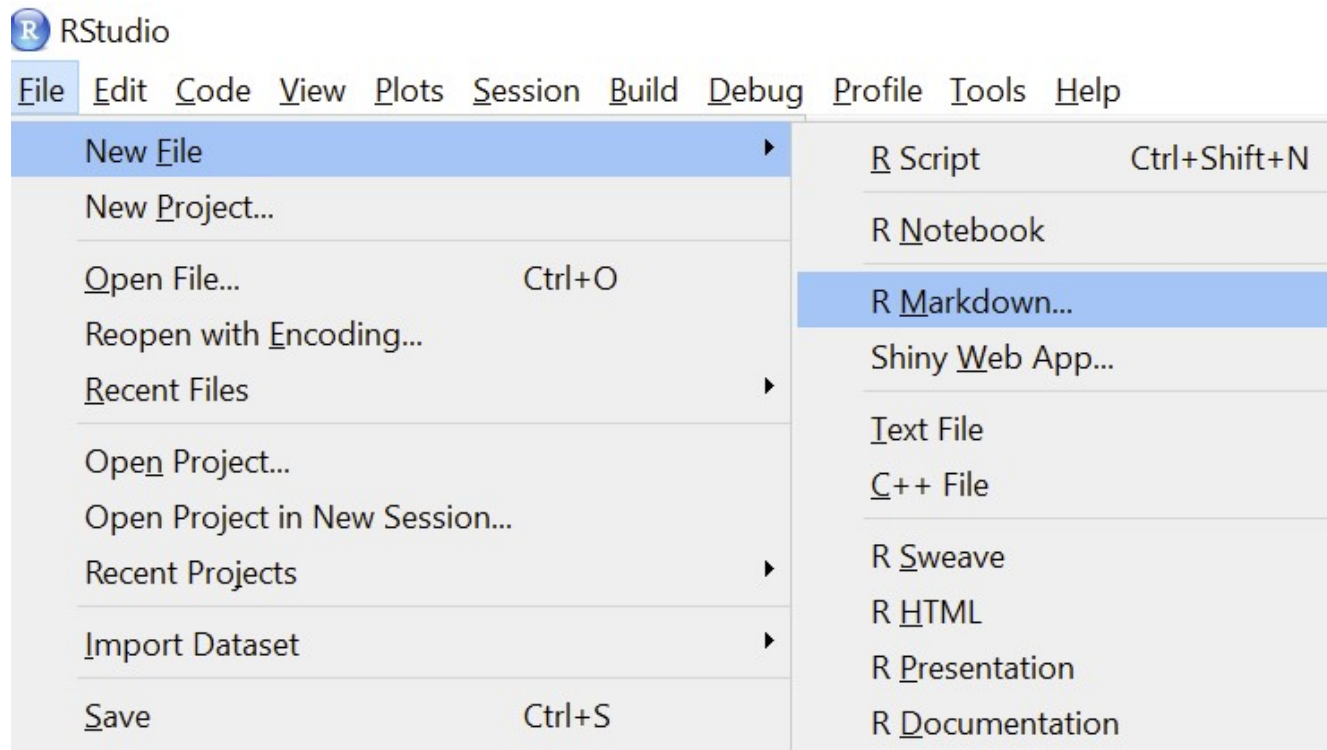 RStudio
File Edit Code View Plots Session Build Debug Profile Tools Help
New File
New Project...
Open File... Ctrl+O
Reopen with Encoding...
Recent Files
Open Project...
Open Project in New Session...
Recent Projects
Import Dataset
Save Ctrl+S
R Script Ctrl+Shift+N
R Notebook
R Markdown...
Shiny Web App...
Text File
C++ File
R Sweave
R HTML
R Presentation
R Documentation